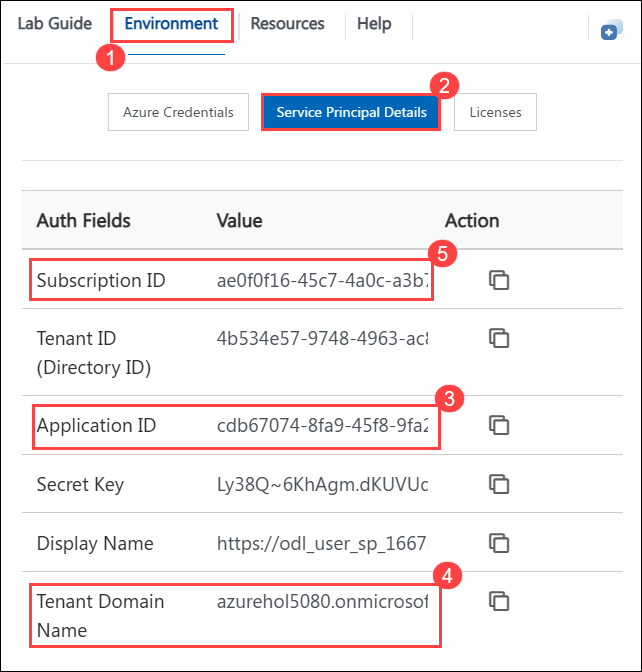 Lab Guide Environment Resources Help
1
2
Azure Credentials Service Principal Details Licenses
Auth Fields Value Action
5
Subscription ID ae0f0f16-45c7-4a0c-a3b7
Tenant ID 4b534e57-9748-4963-ac8
(Directory ID)
3
Application ID cdb67074-8fa9-45f8-9fa2
Secret Key Ly38Q~6KhAgm.dKUVUd
Display Name https://odl_user_sp_1667
4
Tenant Domain azurehol5080.onmicrosof
Name